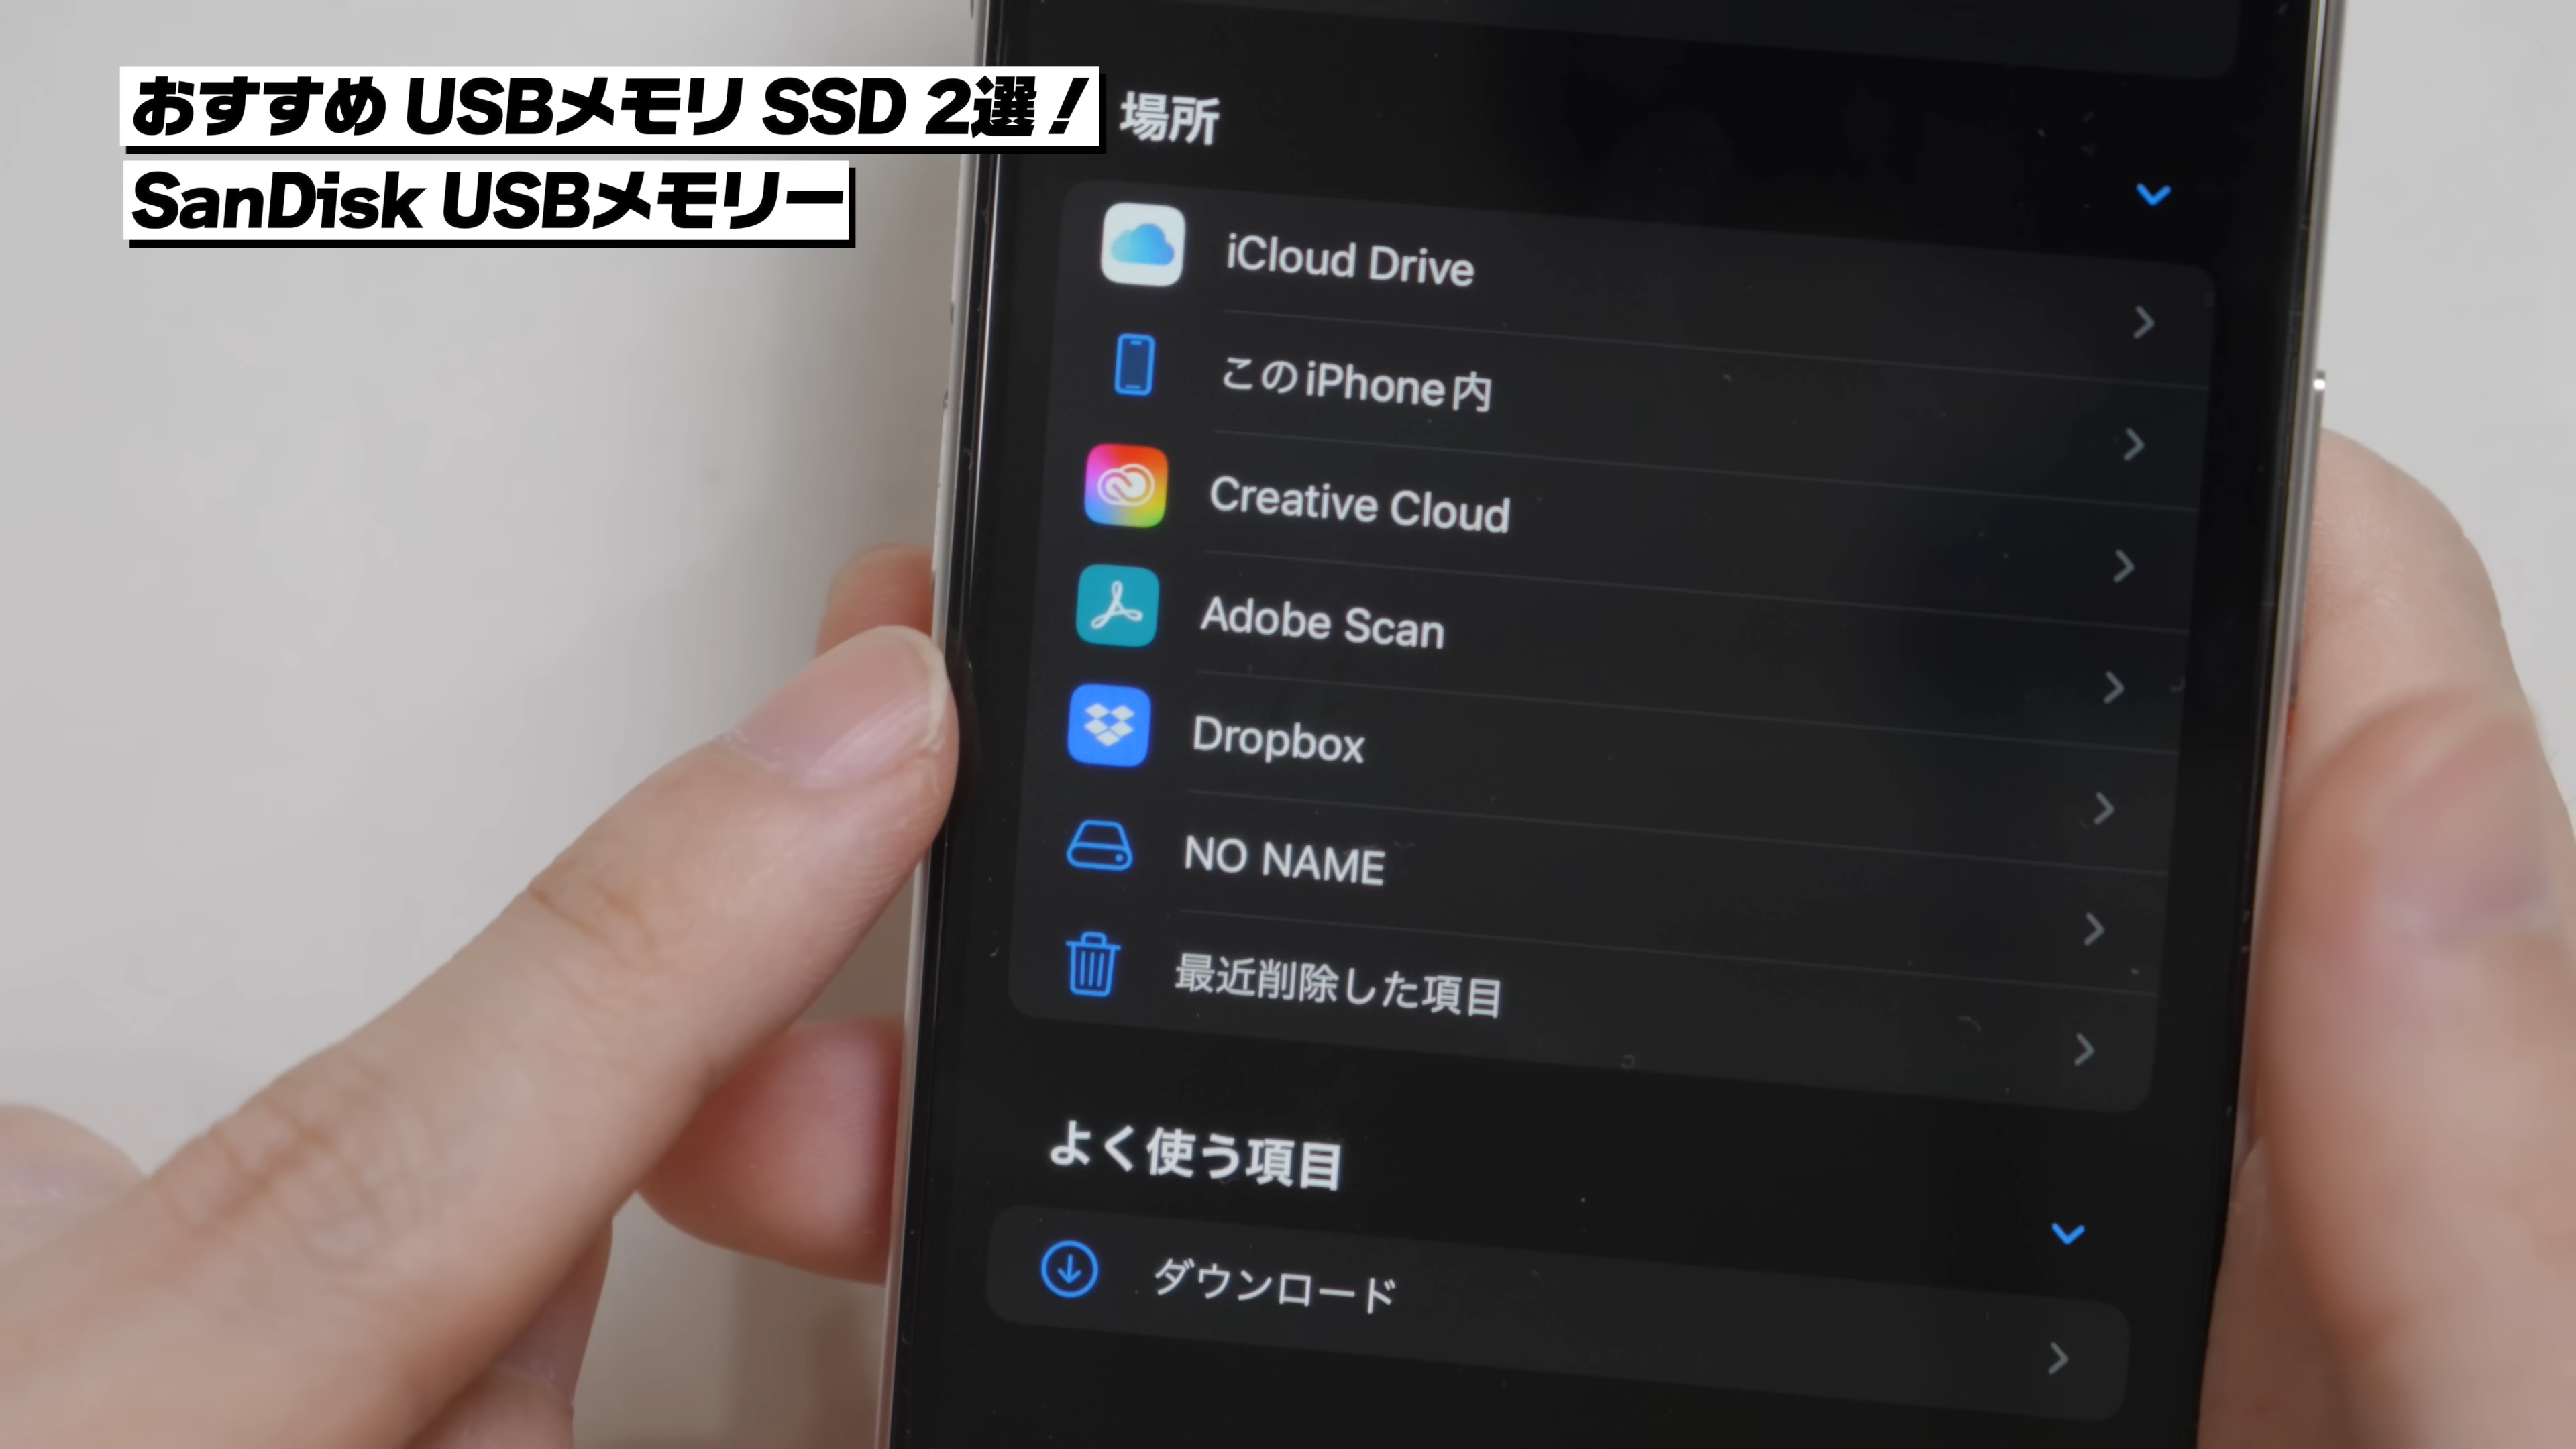 おすすめ USBメモリ SSD 2選！
SanDisk USBメモリー
場所
iCloud Drive
このiPhone内
Creative Cloud
Adobe Scan
Dropbox
NO NAME
最近削除した項目
よく使う項目
ダウンロード